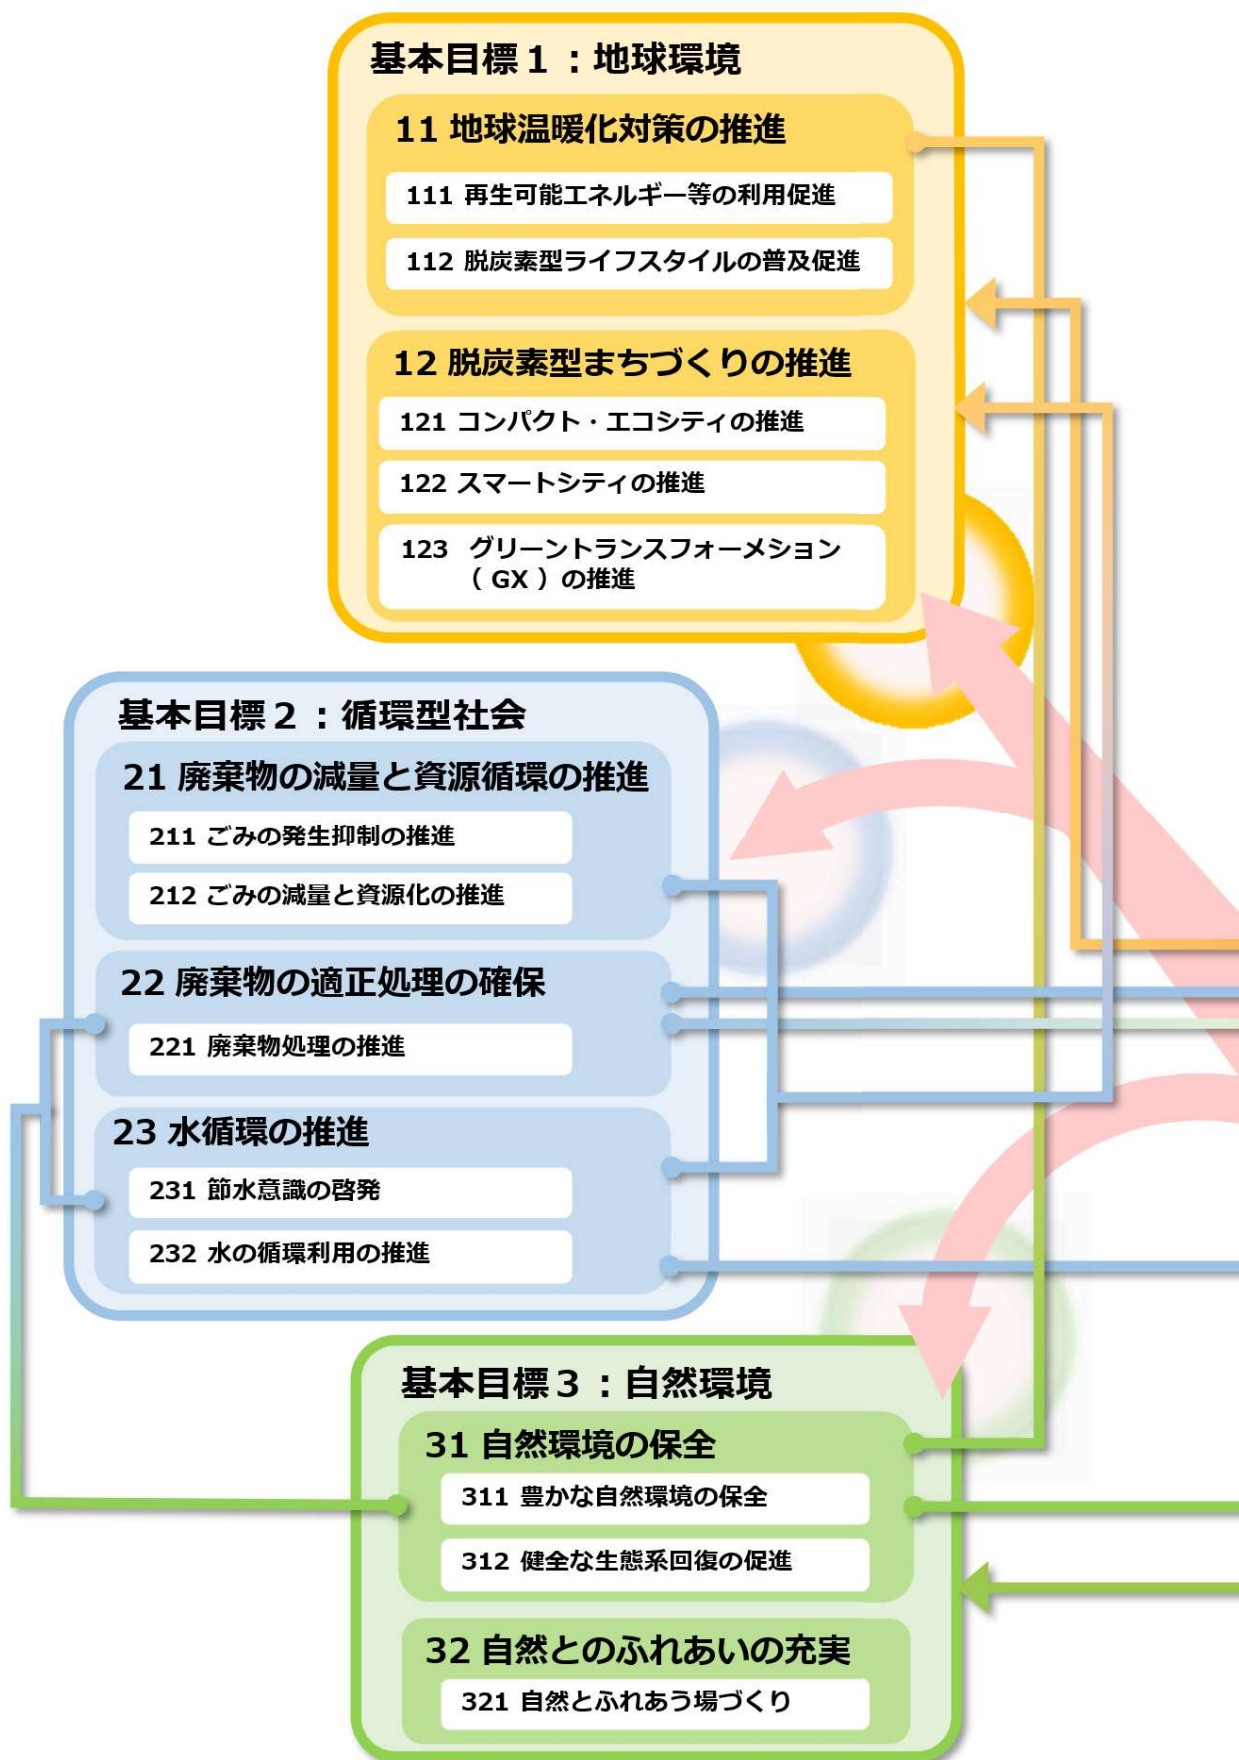 基本目標１：地球環境
11 地球温暖化対策の推進
111 再生可能エネルギー等の利用促進
112 脱炭素型ライフスタイルの普及促進
12 脱炭素型まちづくりの推進
121 コンパクト・エコシティの推進
122 スマートシティの推進
123 グリーントランスフォーメション
（ GX ）の推進
基本目標２：循環型社会
21 廃棄物の減量と資源循環の推進
211 ごみの発生抑制の推進
212 ごみの減量と資源化の推進
22 廃棄物の適正処理の確保
221 廃棄物処理の推進
23 水循環の推進
231 節水意識の啓発
232 水の循環利用の推進
基本目標３：自然環境
31 自然環境の保全
311 豊かな自然環境の保全
312 健全な生態系回復の促進
32 自然とのふれあいの充実
321 自然とふれあう場づくり